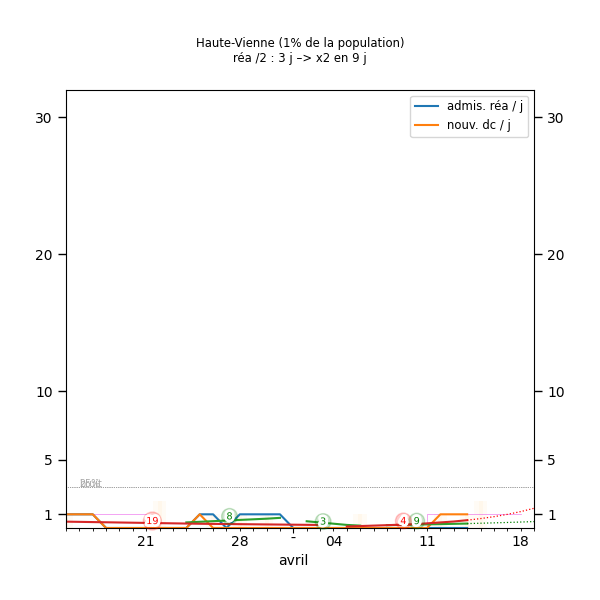 Haute-Vienne (1% de la population)
réa /2 : 3 j –> x2 en 9 j
admis. réa / j
nouv. dc / j
30 30
20 20
10 10
5 5
1 1
19 8 3 4 9
21 28 - 04 11 18
avril